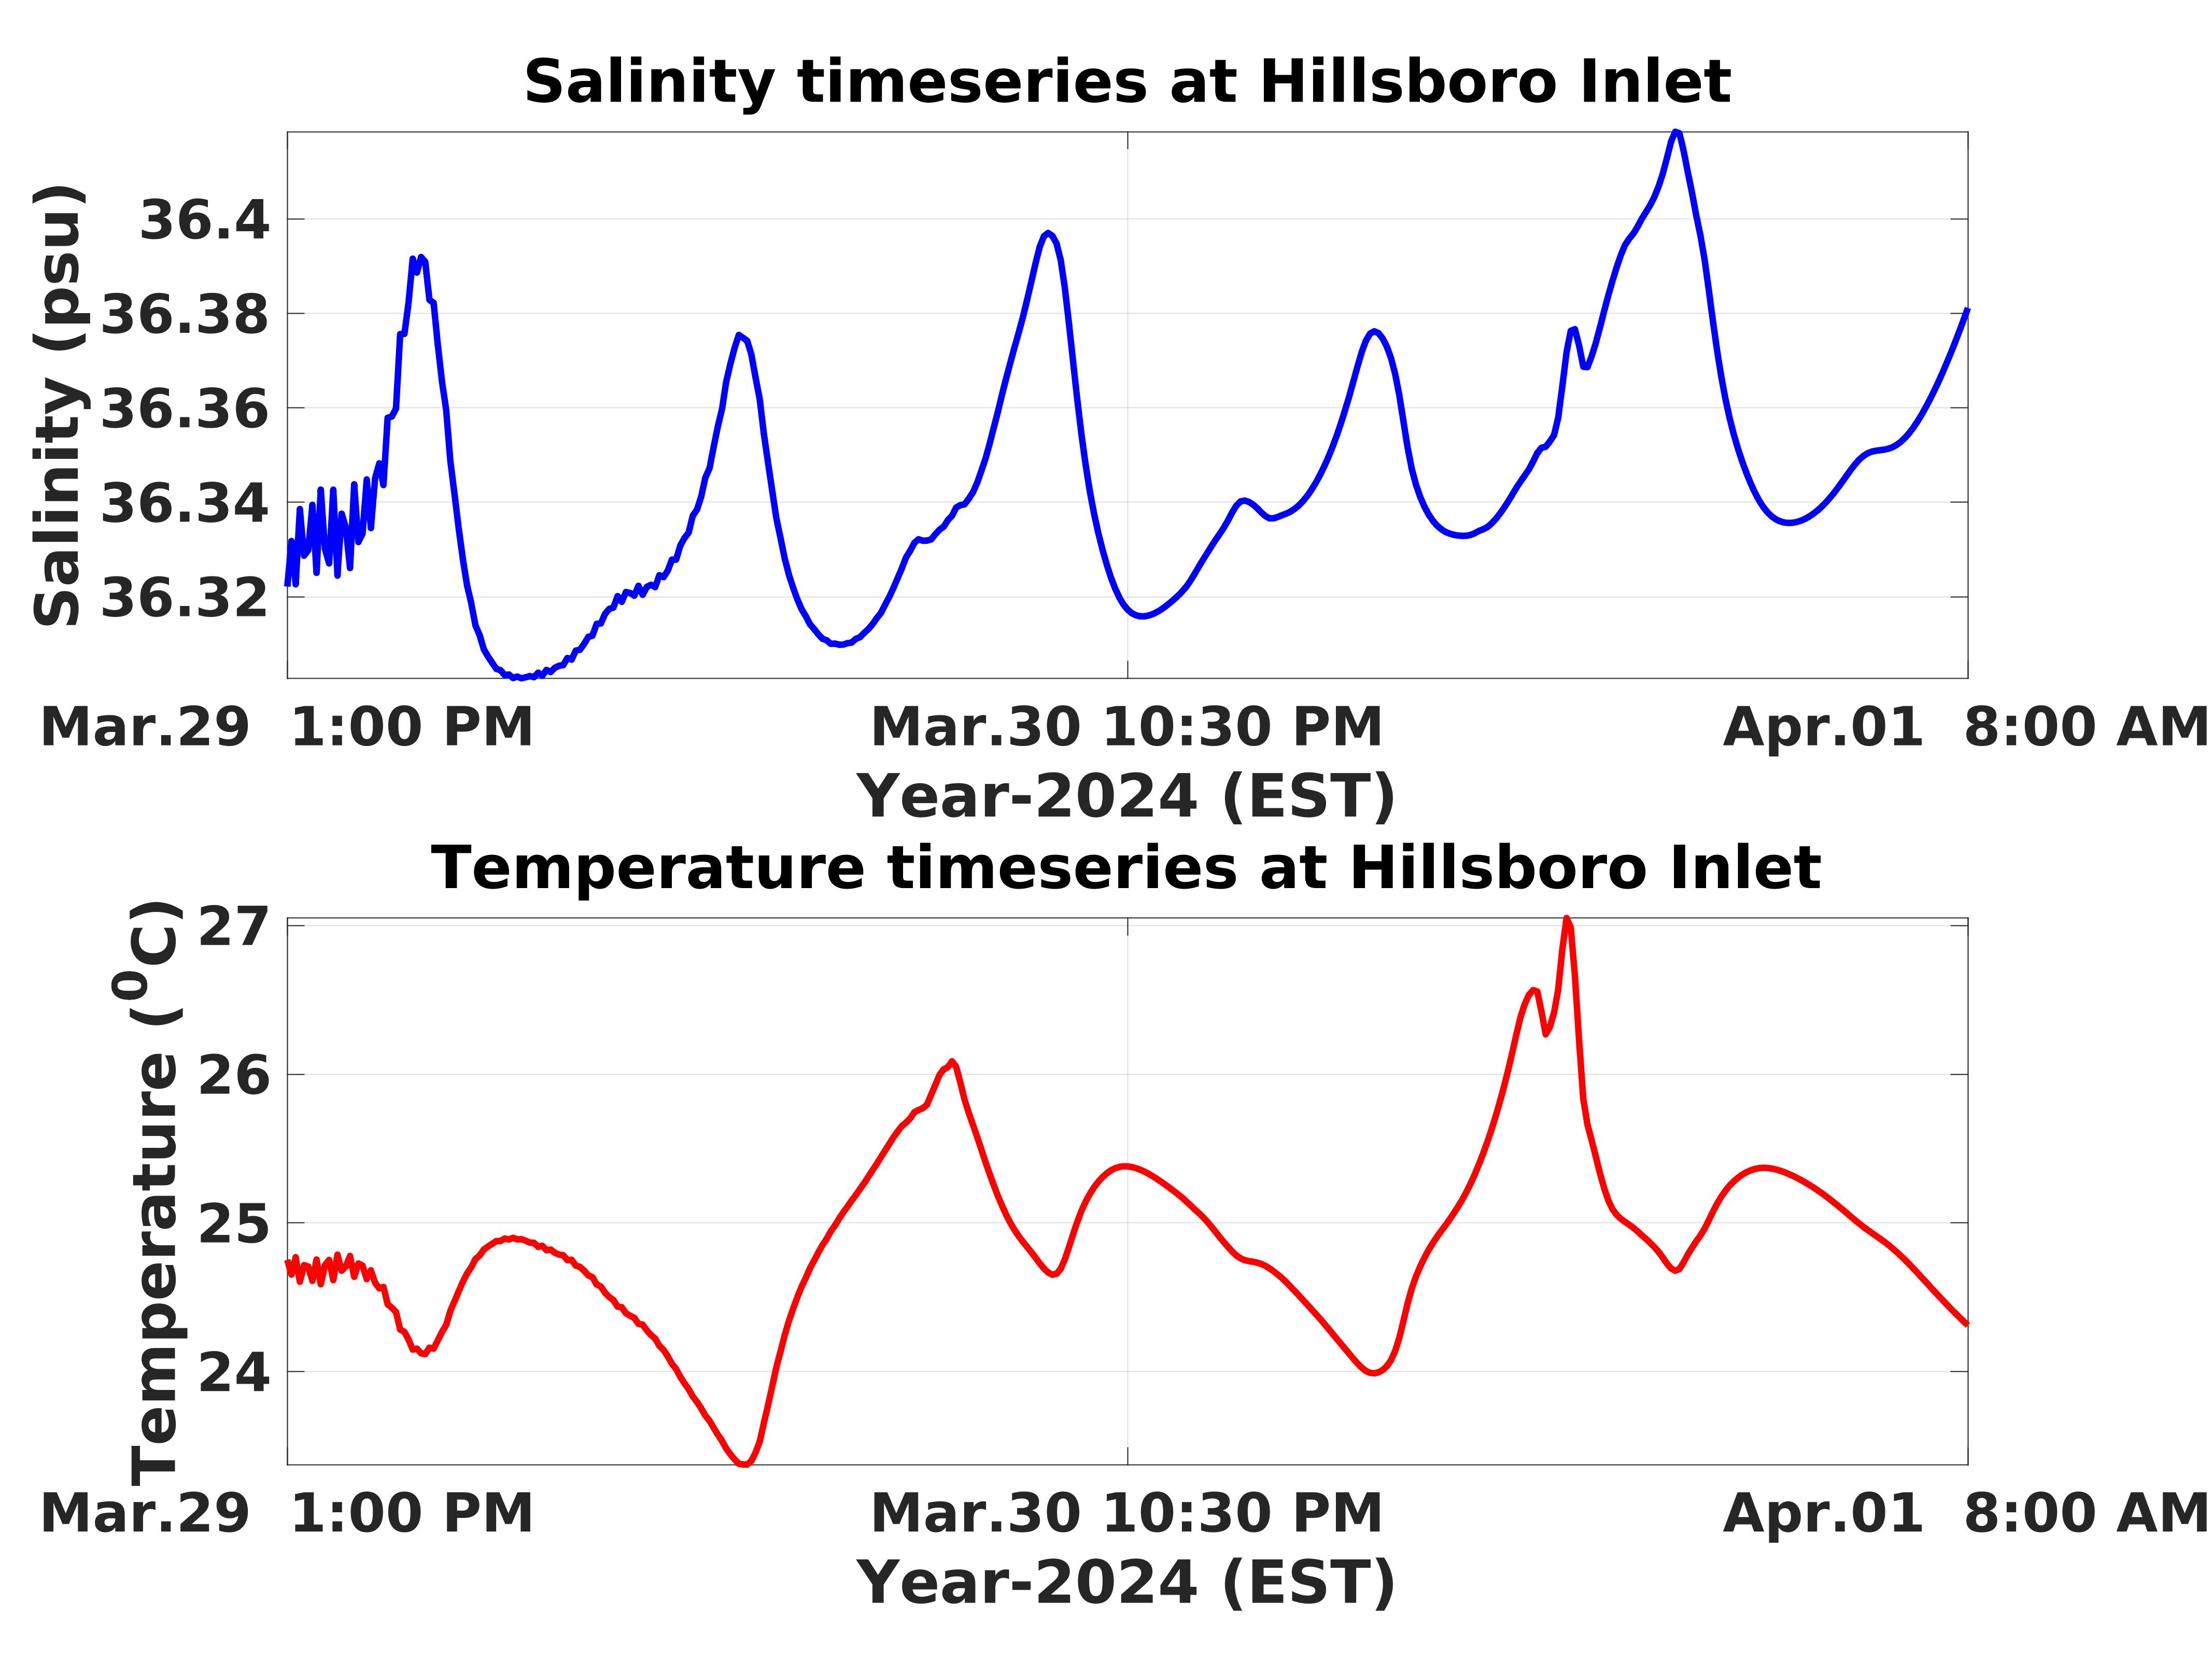 Salinity timeseries at Hillsboro Inlet
Salinity (psu)
36.4
36.38
36.36
36.34
36.32
Mar.29 1:00 PM Mar.30 10:30 PM Apr.01 8:00 AM
Year-2024 (EST)
Temperature timeseries at Hillsboro Inlet
Temperature (⁰C)
27
26
25
24
Mar.29 1:00 PM Mar.30 10:30 PM Apr.01 8:00 AM
Year-2024 (EST)